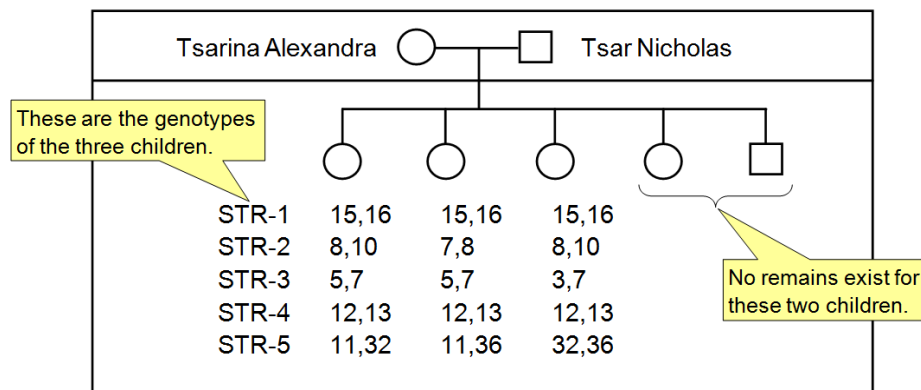 Tsarina Alexandra Tsar Nicholas
These are the genotypes
of the three children.
STR-1 15,16 15,16 15,16
STR-2 8,10 7,8 8,10
STR-3 5,7 5,7 3,7
STR-4 12,13 12,13 12,13
STR-5 11,32 11,36 32,36
No remains exist for
these two children.